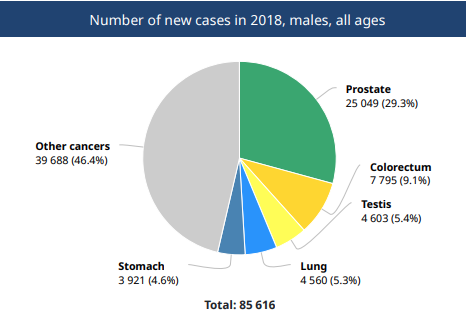 Number of new cases in 2018, males, all ages
Prostate
25 049 (29.3%)
Colorectum
7 795 (9.1%)
Testis
4 603 (5.4%)
Lung
4 560 (5.3%)
Stomach
3 921 (4.6%)
Other cancers
39 688 (46.4%)
Total: 85 616